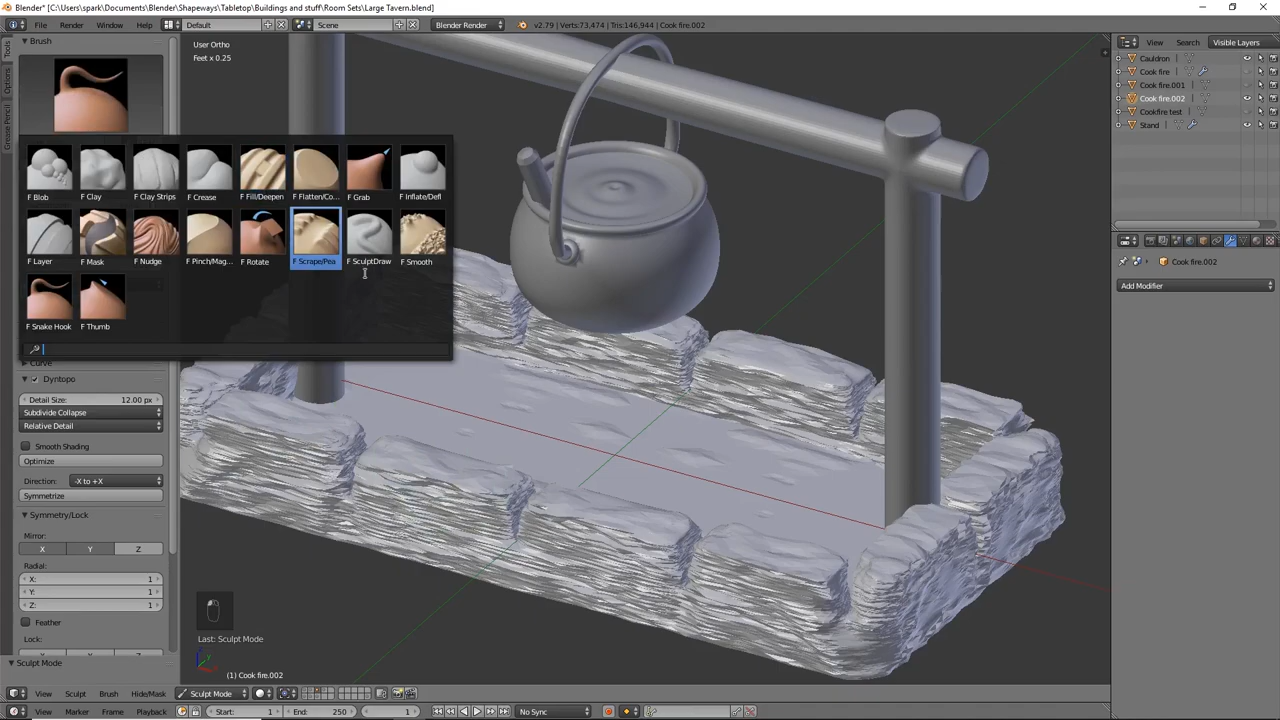 Blender* [C:\Users\spark\Documents\Blender\Shapeways\Tabletop\Buildings and stuff\Room Sets\Large Tavern.blend]
File Render Window Help Default Scene Blender Render v2.79 | Verts:73,474 | Tris:146,944 | Cook fire.002
Brush
Tools
Options
Grease Pencil
User Ortho
Feet x 0.25
F Blob F Clay F Clay Strips F Crease F Fill/Deepen F Flatten/Co... F Grab F Inflate/Defl
F Layer F Mask F Nudge F Pinch/Mag... F Rotate F Scrape/Pea F SculptDraw F Smooth
F Snake Hook F Thumb
Curve
Dyntopo
Detail Size: 12.00 px
Subdivide Collapse
Relative Detail
Smooth Shading
Optimize
Direction: -X to +X
Symmetrize
Symmetry/Lock
Mirror:
X Y Z
Radial:
X: 1
Y: 1
Z: 1
Feather
Lock:
Sculpt Mode
Last: Sculpt Mode
(1) Cook fire.002
View Search Visible Layers
Cauldron
Cook fire
Cook fire.001
Cook fire.002
Cookfire test
Stand
Cook fire.002
Add Modifier
View Sculpt Brush Hide/Mask Sculpt Mode
View Marker Frame Playback Start: 1 End: 250 1 No Sync